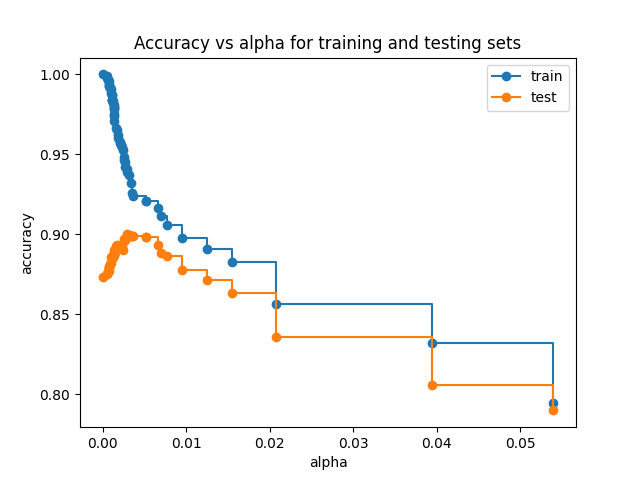 Accuracy vs alpha for training and testing sets
train
test
accuracy
1.00
0.95
0.90
0.85
0.80
0.00
0.01
0.02
0.03
0.04
0.05
alpha